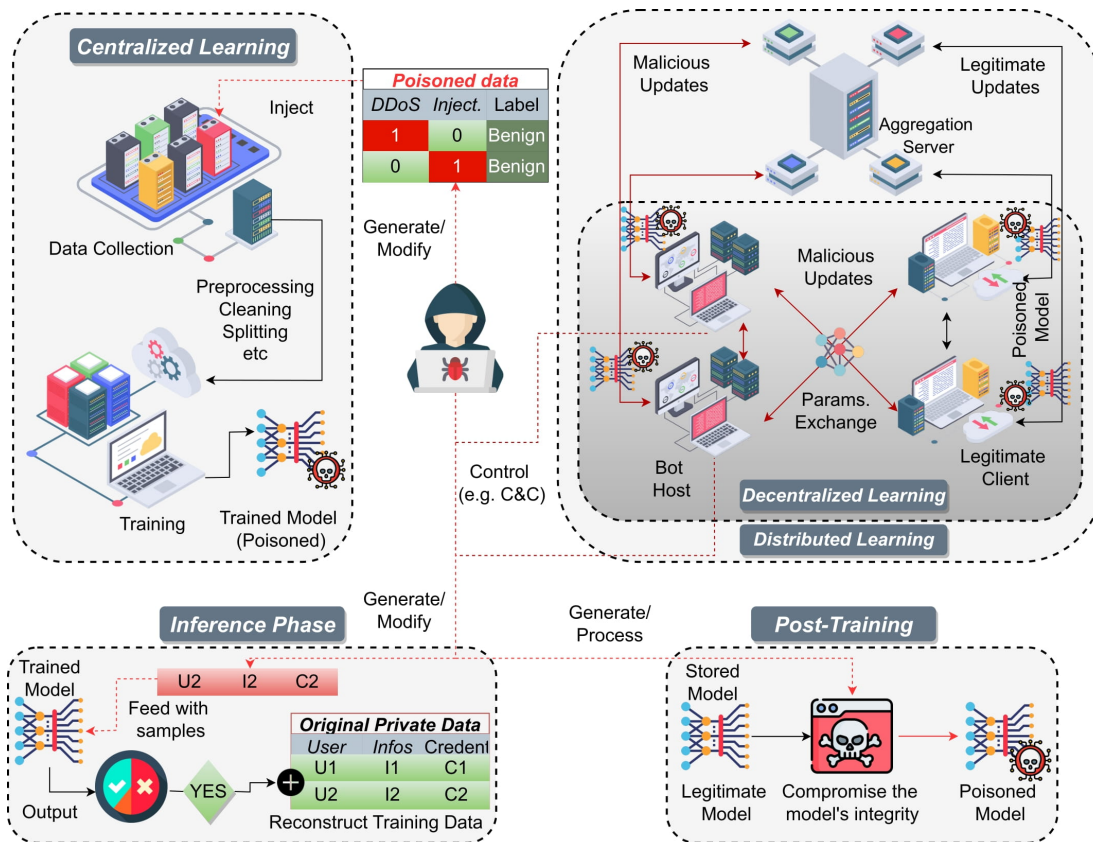 Centralized Learning
Inject
Data Collection
Preprocessing
Cleaning
Splitting
etc
Training
Trained Model
(Poisoned)
Poisoned data
DDoS Inject. Label
1 0 Benign
0 1 Benign
Generate/
Modify
Control
(e.g. C&C)
Malicious
Updates
Legitimate
Updates
Aggregation
Server
Malicious
Updates
Poisoned
Model
Params.
Exchange
Bot
Host
Legitimate
Client
Decentralized Learning
Distributed Learning
Generate/
Modify
Generate/
Process
Inference Phase
Trained
Model
U2 I2 C2
Feed with
samples
Output
YES
Original Private Data
User Infos Credent
U1 I1 C1
U2 I2 C2
Reconstruct Training Data
Post-Training
Stored
Model
Legitimate
Model
Compromise the
model's integrity
Poisoned
Model